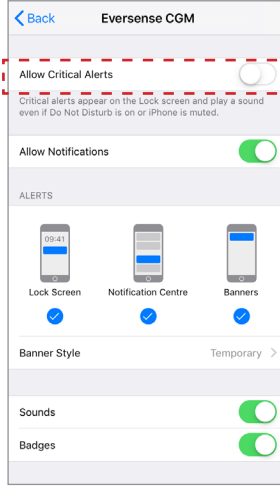 Back
Eversense CGM
Allow Critical Alerts
Critical alerts appear on the Lock screen and play a sound
even if Do Not Disturb is on or iPhone is muted.
Allow Notifications
ALERTS
09:41
Lock Screen
Notification Centre
Banners
Banner Style
Temporary
Sounds
Badges